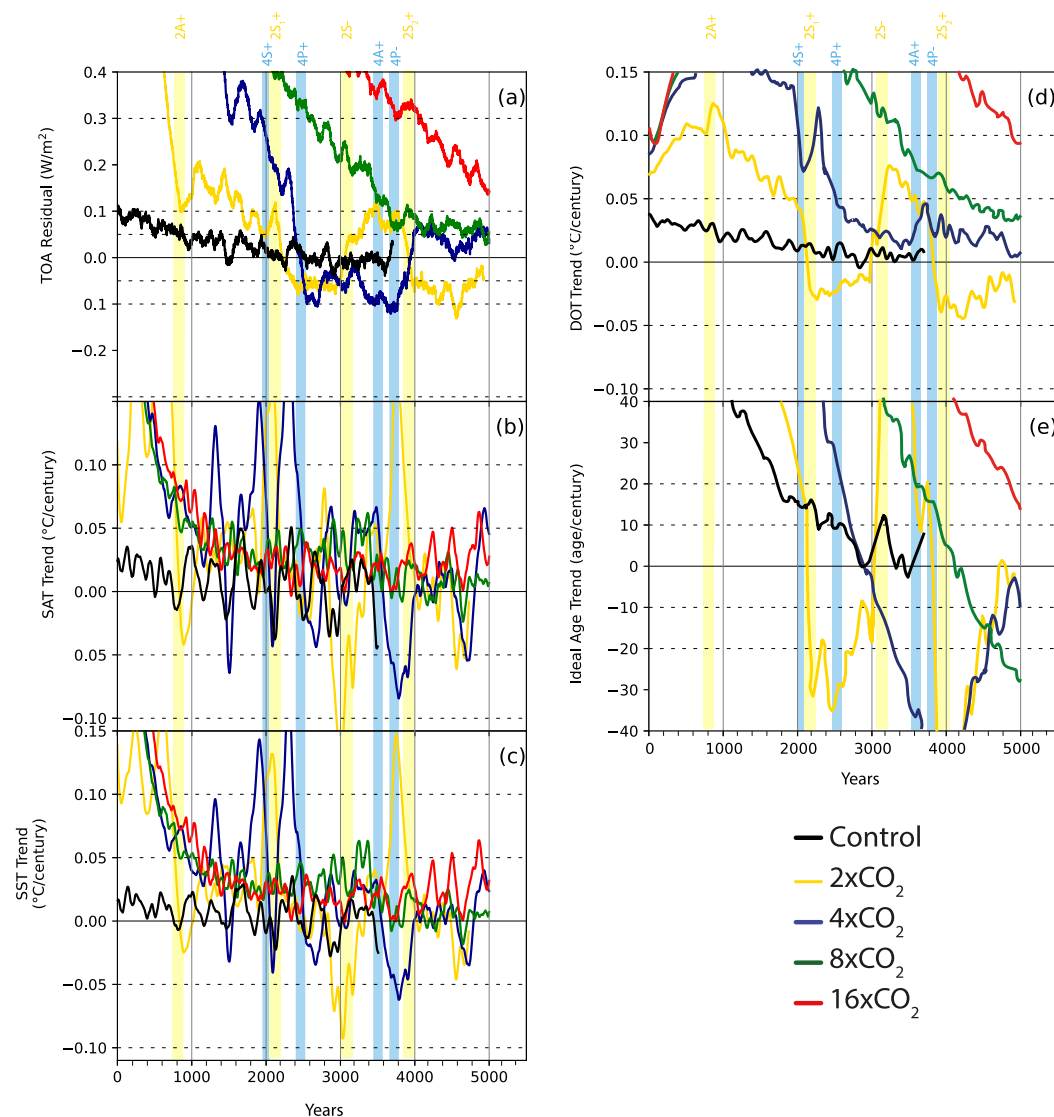 2A+ 4S+ 2S1+ 4P+ 2S- 4A+ 4P- 2S2+
0.4
0.3
0.2
0.1
0.0
0.1
−0.2
TOA Residual (W/m²)
(a)
0.10
0.05
0.00
−0.05
−0.10
SAT Trend (°C/century)
(b)
0.15
0.10
0.05
0.00
−0.05
−0.10
SST Trend
(°C/century)
(c)
0 1000 2000 3000 4000 5000
Years
2A+ 4S+ 2S1+ 4P+ 2S- 4A+ 4P- 2S2+
0.15
0.10
0.05
0.00
−0.05
−0.10
DOT Trend (°C/century)
(d)
40
30
20
10
0
−10
−20
−30
−40
Ideal Age Trend (age/century)
(e)
0 1000 2000 3000 4000 5000
Years
Control
2xCO2
4xCO2
8xCO2
16xCO2